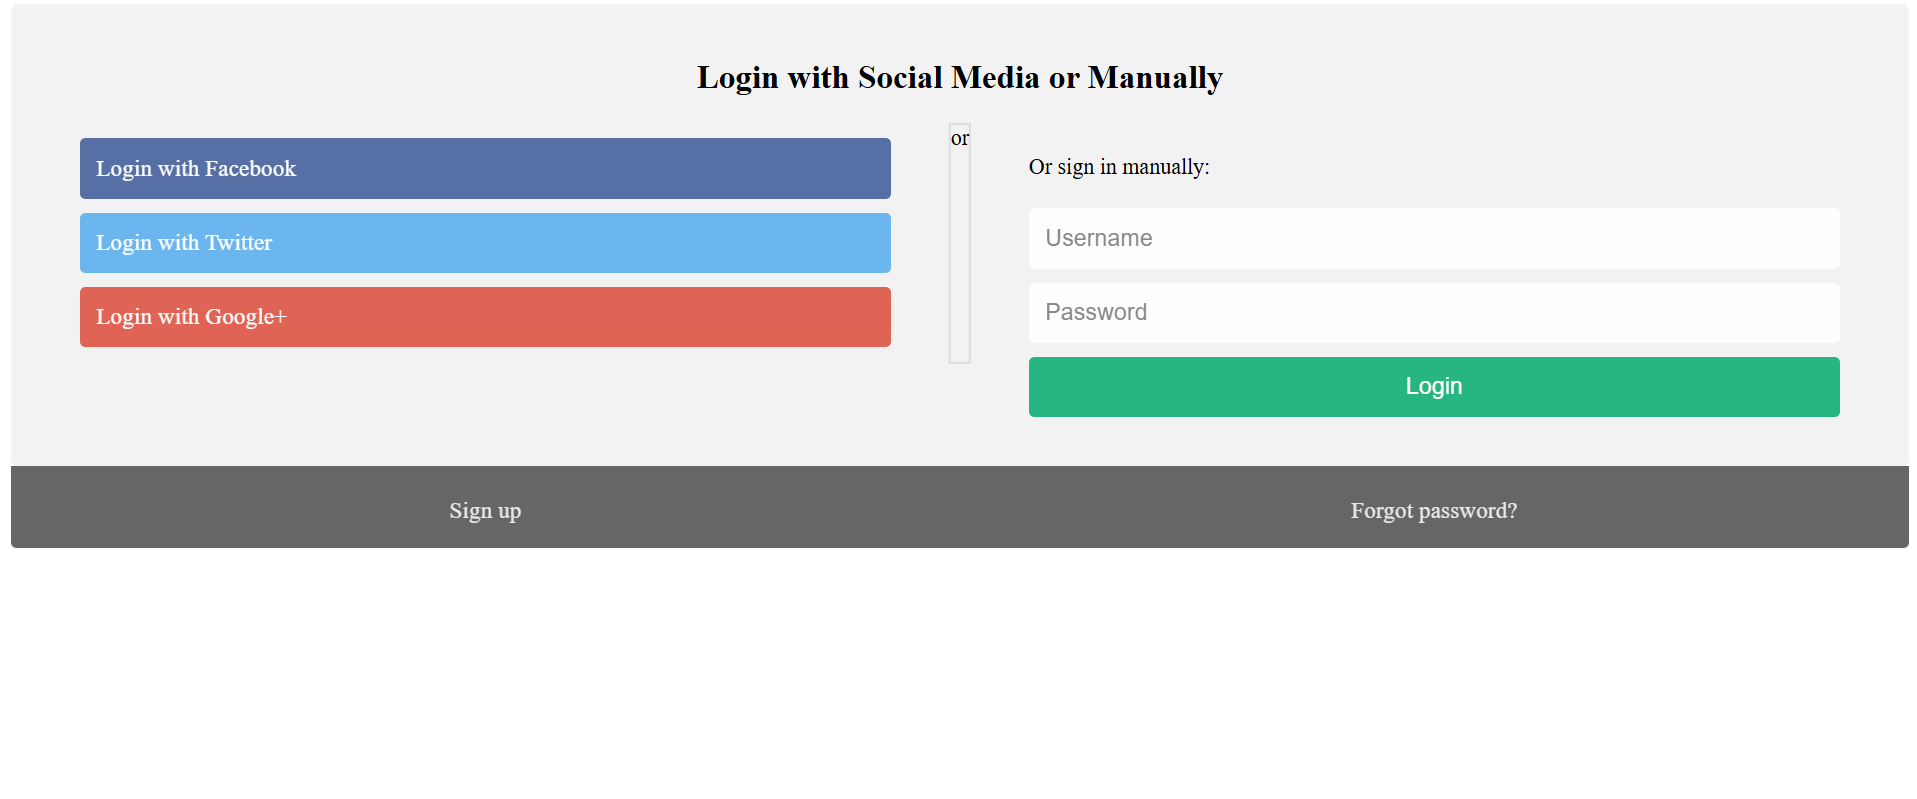 Login with Social Media or Manually
Login with Facebook
Login with Twitter
Login with Google+
or
Or sign in manually:
Username
Password
Login
Sign up
Forgot password?